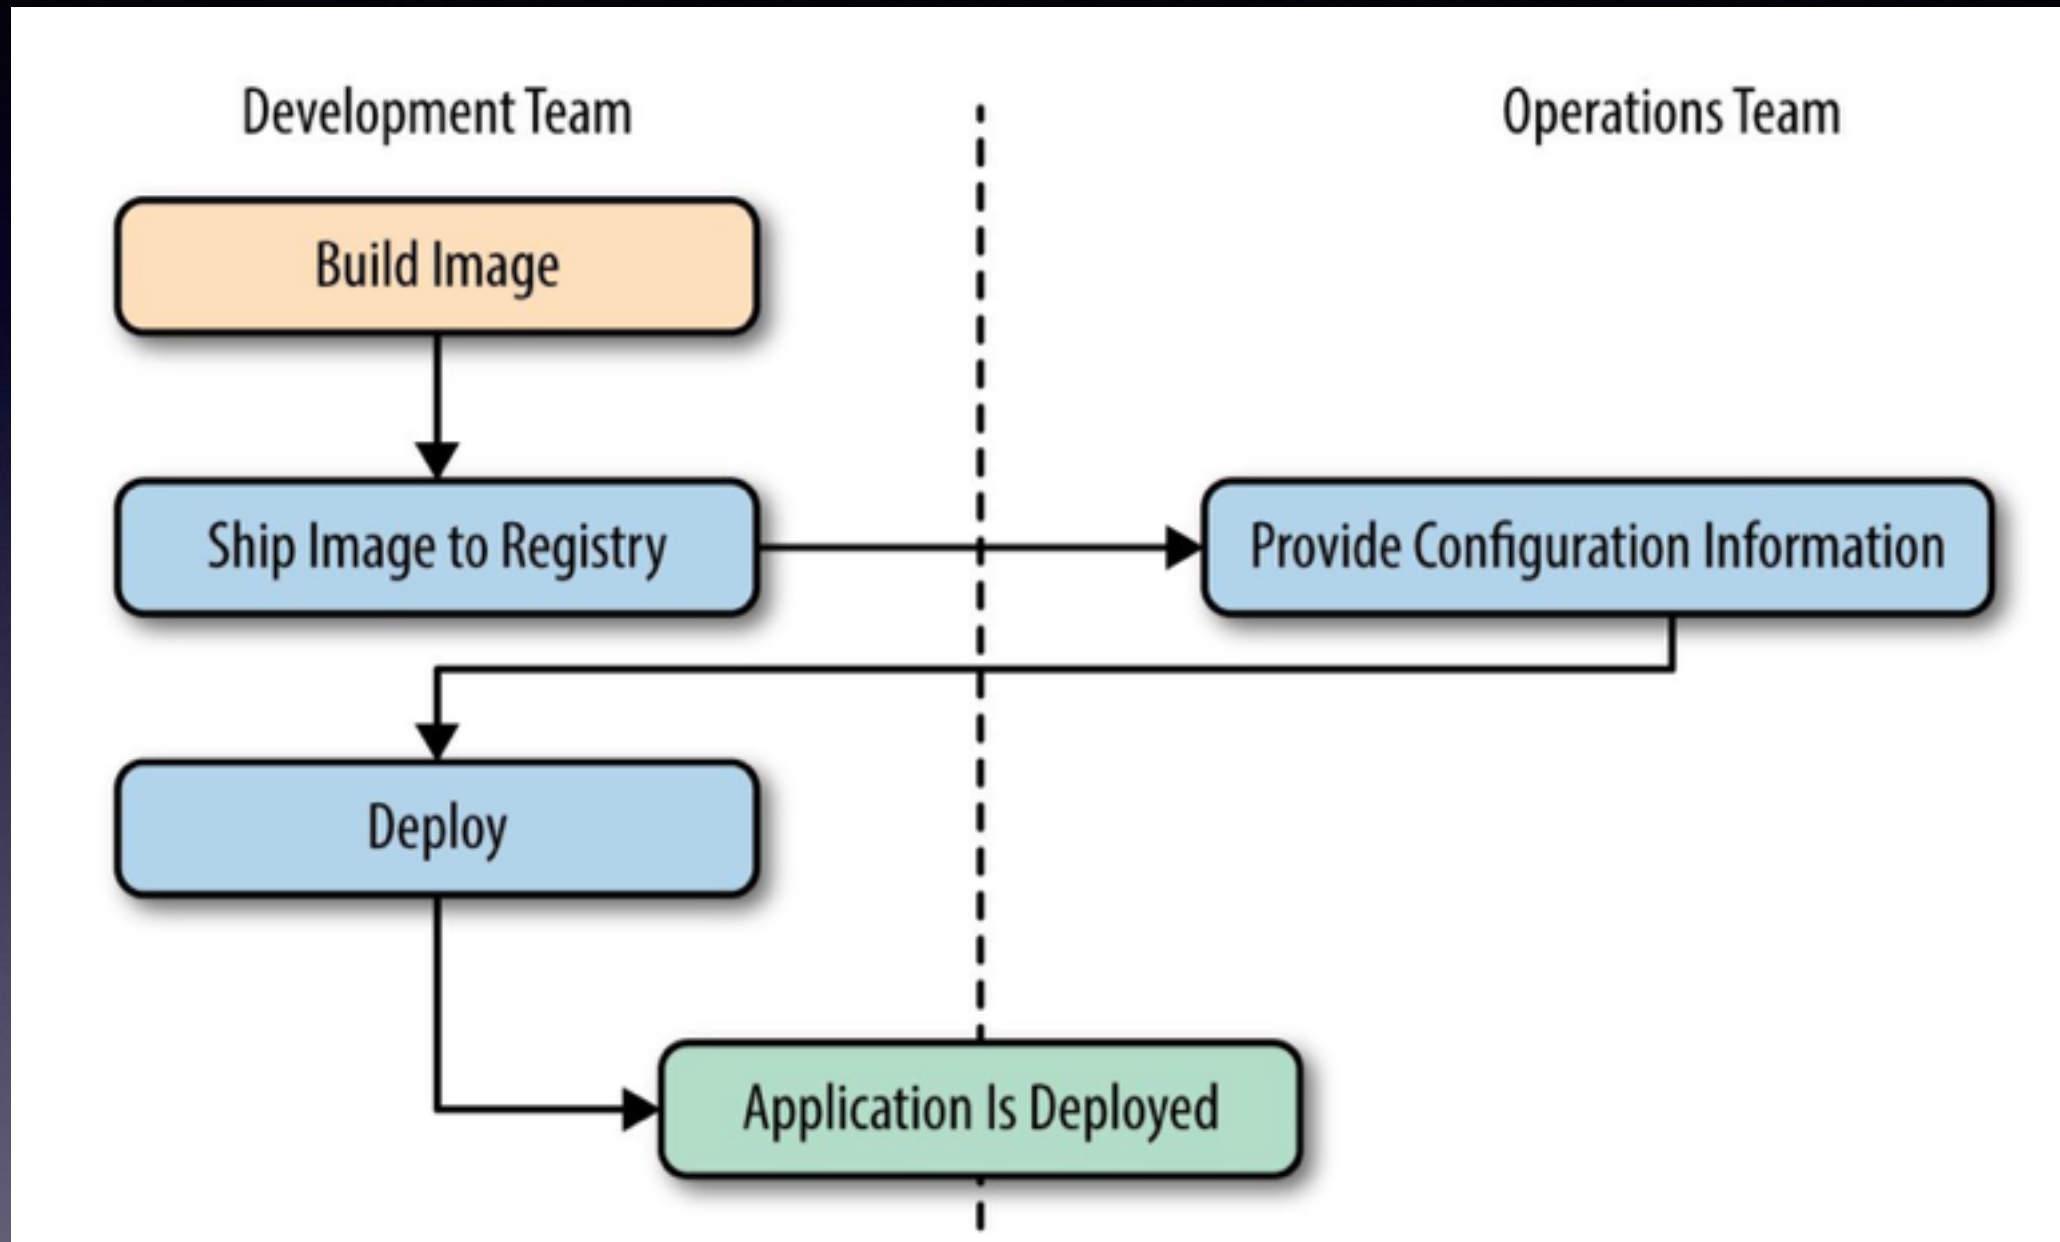 Development Team
Operations Team
Build Image
Ship Image to Registry
Provide Configuration Information
Deploy
Application Is Deployed